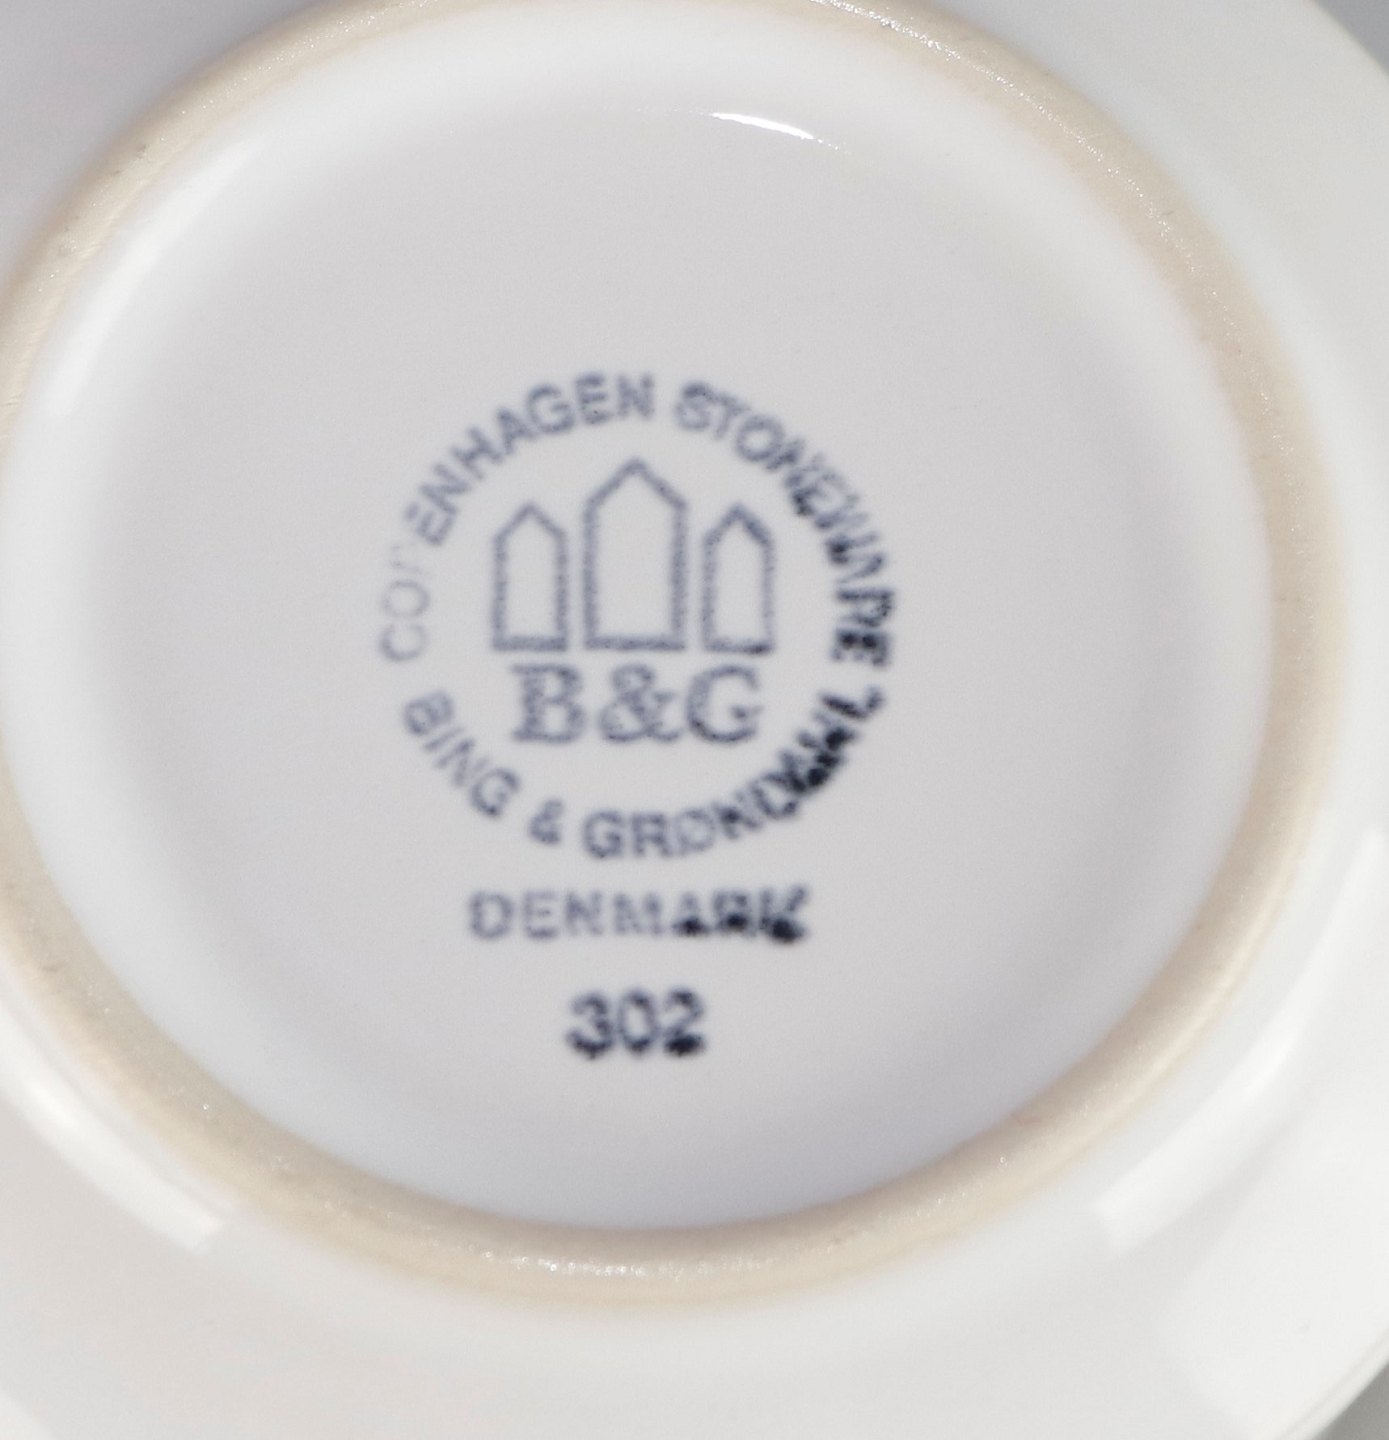 COPENHAGEN STONEWARE
B&G
BING & GRØNDAHL
DENMARK
302